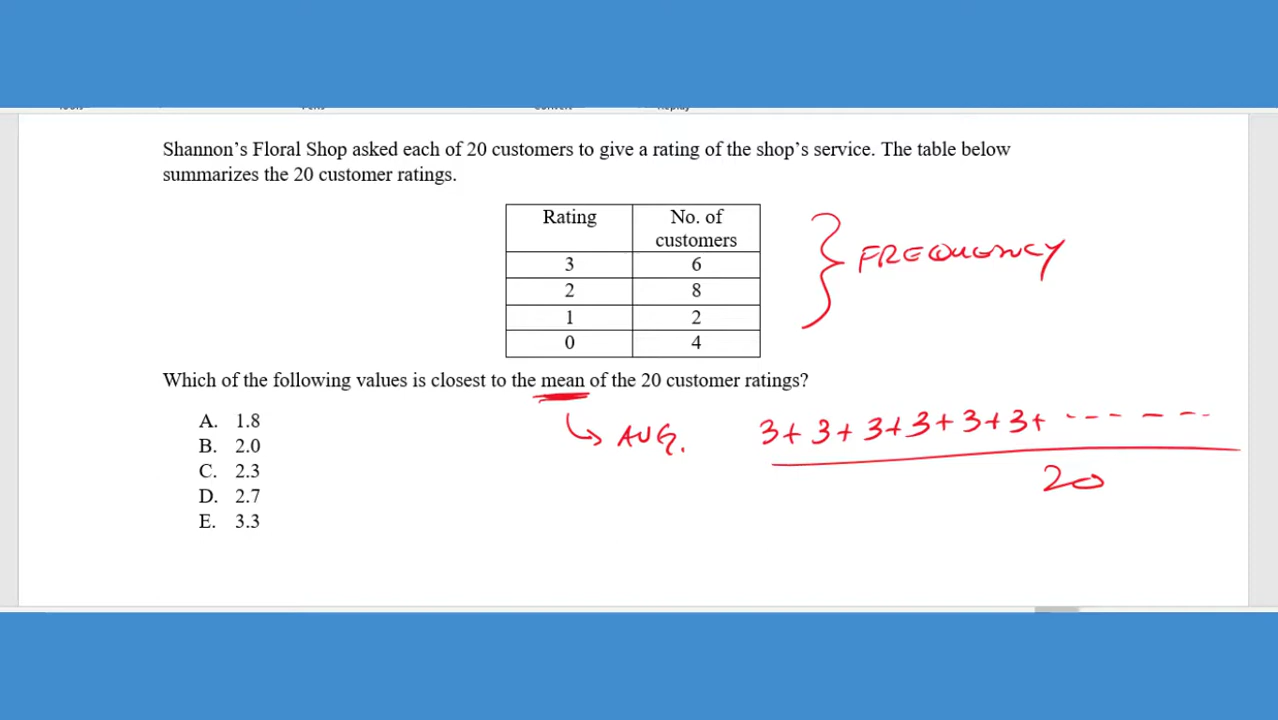 Shannon's Floral Shop asked each of 20 customers to give a rating of the shop's service. The table below
summarizes the 20 customer ratings.
Rating No. of customers
3 6
2 8
1 2
0 4
FREQUENCY
Which of the following values is closest to the mean of the 20 customer ratings?
A. 1.8
B. 2.0
C. 2.3
D. 2.7
E. 3.3
AVG.
3+ 3+ 3+3+3+3+ -- - - - -
20